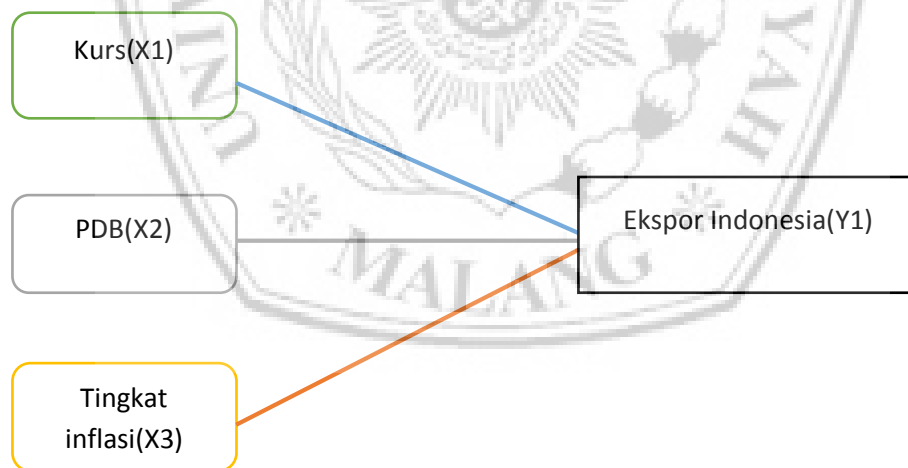 Kurs(X1)
PDB(X2)
Ekspor Indonesia(Y1)
Tingkat
inflasi(X3)
MALANG